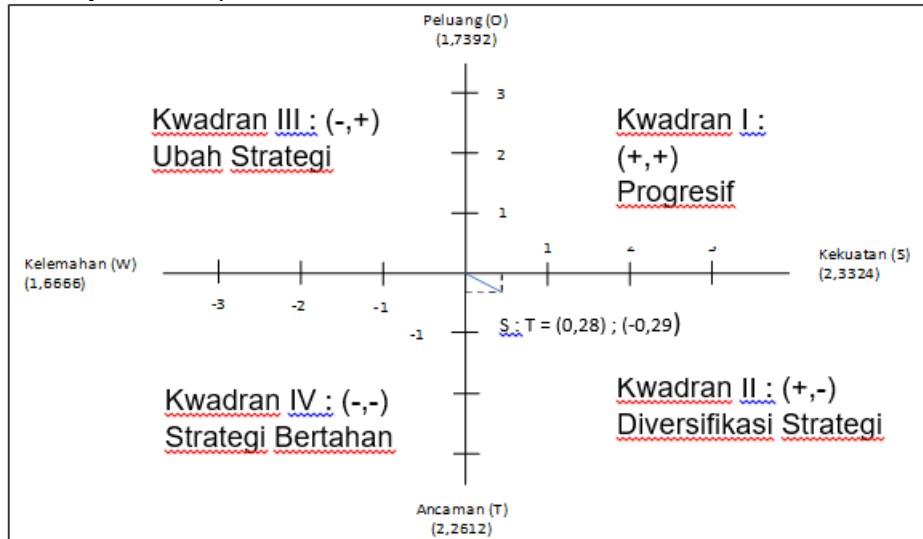 Peluang (O)
(1,7392)
3
Kwadran III : (-,+)
Ubah Strategi
Kwadran I :
(+,+)
Progresif
2
1
Kelemahan (W)
(1,6666)
1
2
3
Kekuatan (S)
(2,3324)
-3
-2
-1
-1
S : T = (0,28) ; (-0,29)
Kwadran IV : (-,-)
Strategi Bertahan
Kwadran II : (+,-)
Diversifikasi Strategi
Ancaman (T)
(2,2612)